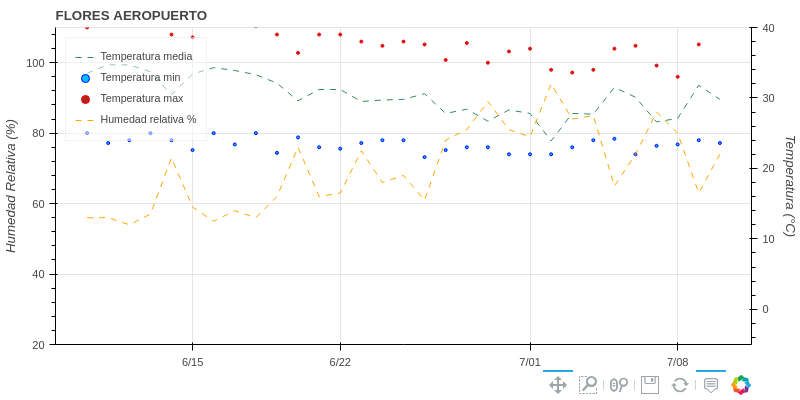 FLORES AEROPUERTO
Temperatura media
Temperatura min
Temperatura max
Humedad relativa %
Humedad Relativa (%)
100
80
60
40
20
Temperatura (°C)
40
30
20
10
0
6/15
6/22
7/01
7/08